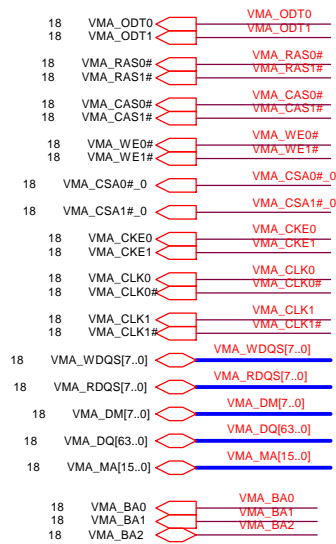 18 VMA_ODT0 VMA_ODT0
18 VMA_ODT1 VMA_ODT1
18 VMA_RAS0# VMA_RAS0#
18 VMA_RAS1# VMA_RAS1#
18 VMA_CAS0# VMA_CAS0#
18 VMA_CAS1# VMA_CAS1#
18 VMA_WE0# VMA_WE0#
18 VMA_WE1# VMA_WE1#
18 VMA_CSA0#_0 VMA_CSA0#_0
18 VMA_CSA1#_0 VMA_CSA1#_0
18 VMA_CKE0 VMA_CKE0
18 VMA_CKE1 VMA_CKE1
18 VMA_CLK0 VMA_CLK0
18 VMA_CLK0# VMA_CLK0#
18 VMA_CLK1 VMA_CLK1
18 VMA_CLK1# VMA_CLK1#
18 VMA_WDQS[7..0] VMA_WDQS[7..0]
18 VMA_RDQS[7..0] VMA_RDQS[7..0]
18 VMA_DM[7..0] VMA_DM[7..0]
18 VMA_DQ[63..0] VMA_DQ[63..0]
18 VMA_MA[15..0] VMA_MA[15..0]
18 VMA_BA0 VMA_BA0
18 VMA_BA1 VMA_BA1
18 VMA_BA2 VMA_BA2